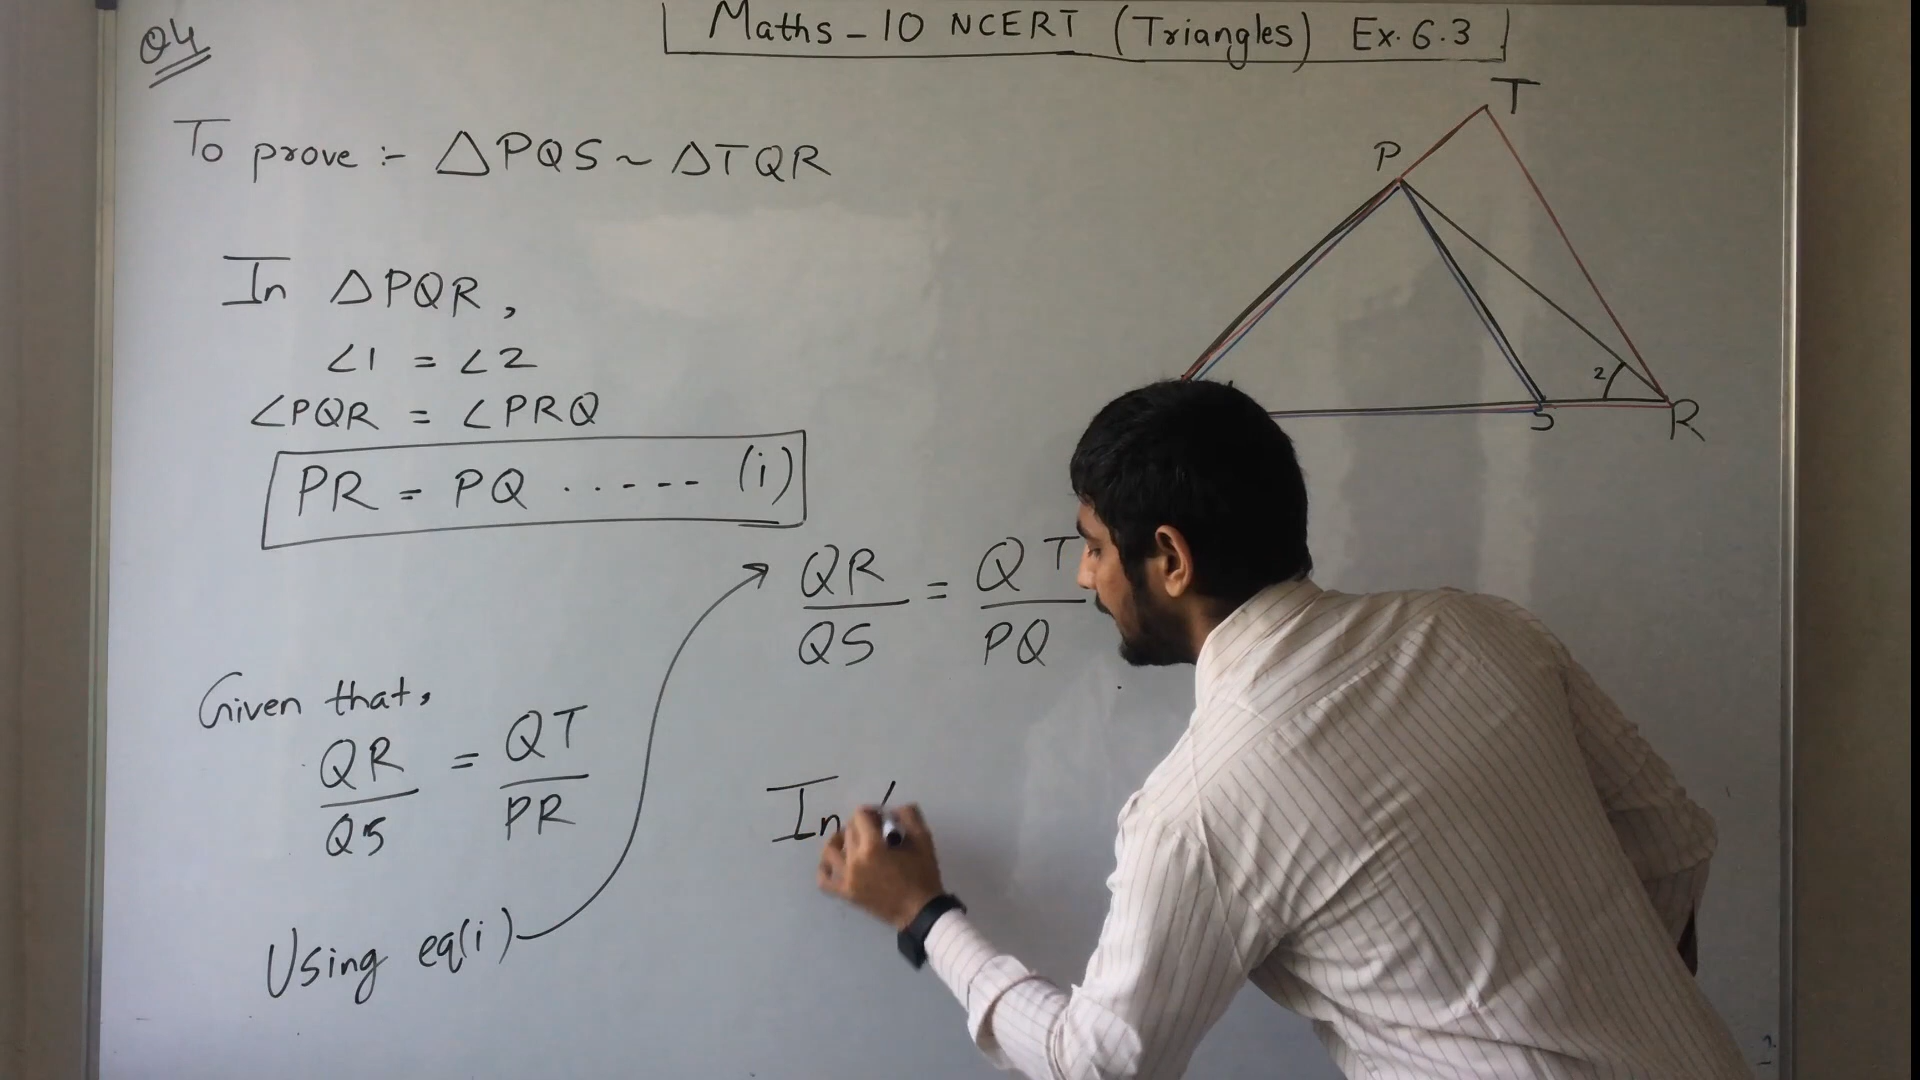 Q4
Maths - 10 NCERT (Triangles) Ex. 6.3
To prove :- △PQS ~ △TQR
In △PQR,
∠1 = ∠2
∠PQR = ∠PRQ
PR = PQ ..---- (i)
Given that,
QR/QS = QT/PR
Using eq(i)
QR/QS = QT/PQ
In
T
P
2
S
R